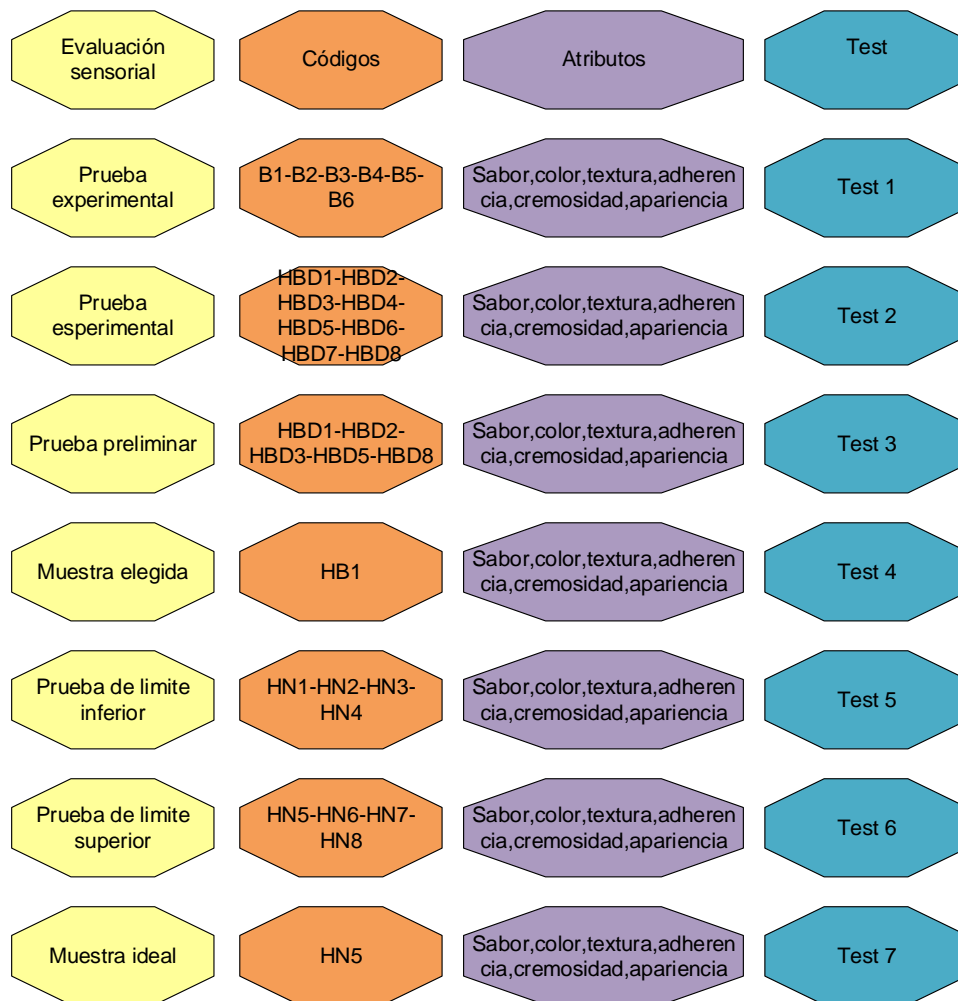 Evaluación
sensorial
Códigos
Atributos
Test
Prueba
experimental
B1-B2-B3-B4-B5-
B6
Sabor,color,textura,adheren
cia,cremosidad,apariencia
Test 1
Prueba
esperimental
HBD1-HBD2-
HBD3-HBD4-
HBD5-HBD6-
HBD7-HBD8
Sabor,color,textura,adheren
cia,cremosidad,apariencia
Test 2
Prueba preliminar
HBD1-HBD2-
HBD3-HBD5-HBD8
Sabor,color,textura,adheren
cia,cremosidad,apariencia
Test 3
Muestra elegida
HB1
Sabor,color,textura,adheren
cia,cremosidad,apariencia
Test 4
Prueba de limite
inferior
HN1-HN2-HN3-
HN4
Sabor,color,textura,adheren
cia,cremosidad,apariencia
Test 5
Prueba de limite
superior
HN5-HN6-HN7-
HN8
Sabor,color,textura,adheren
cia,cremosidad,apariencia
Test 6
Muestra ideal
HN5
Sabor,color,textura,adheren
cia,cremosidad,apariencia
Test 7